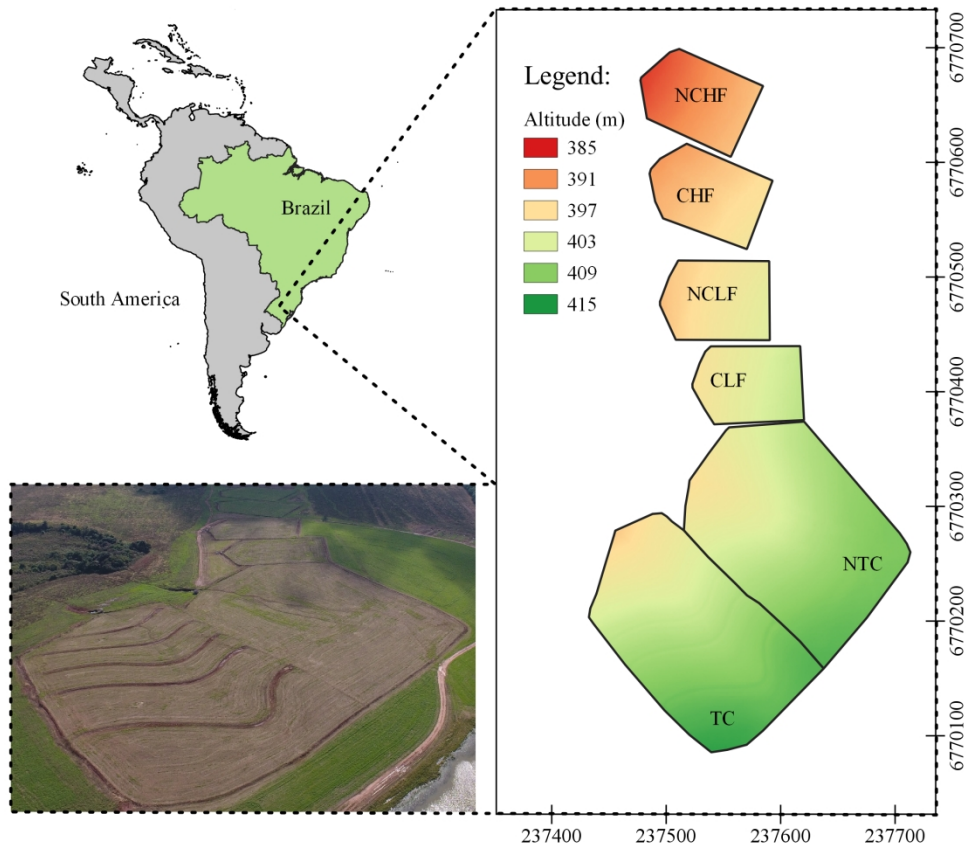 Brazil
South America
Legend:
Altitude (m)
385
391
397
403
409
415
NCHF
CHF
NCLF
CLF
NTC
TC
6770700
6770600
6770500
6770400
6770300
6770200
6770100
237400
237500
237600
237700